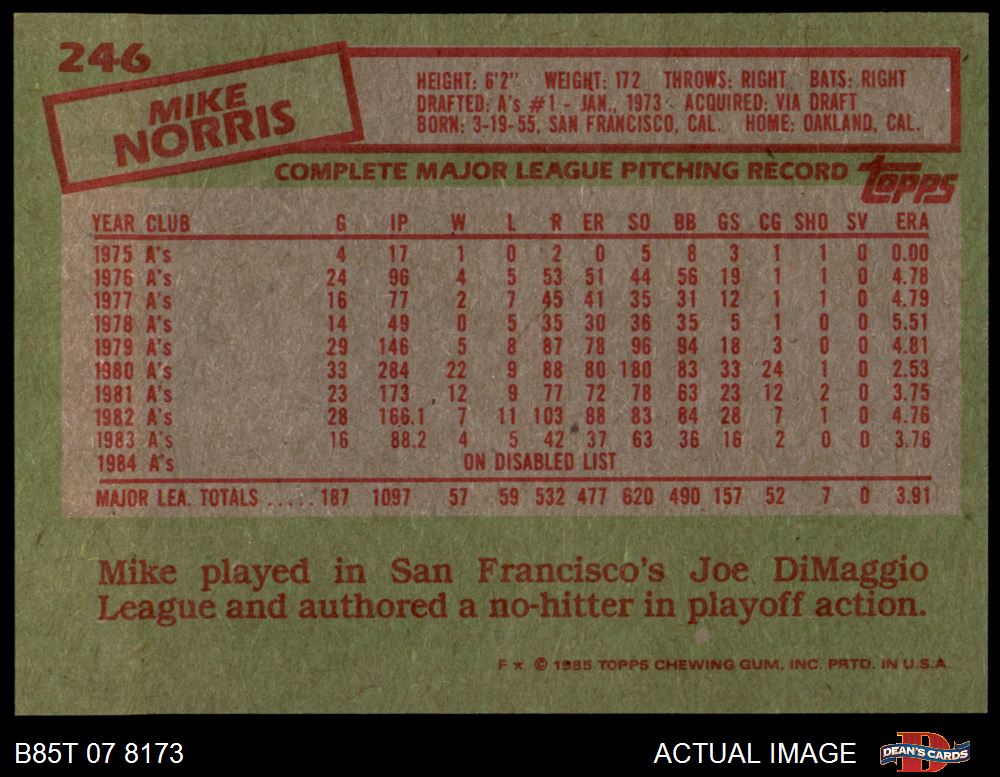 246
MIKE
NORRIS
HEIGHT: 6'2" WEIGHT: 172 THROWS: RIGHT BATS: RIGHT
DRAFTED: A's #1 - JAN., 1973 - ACQUIRED: VIA DRAFT
BORN: 3-19-55, SAN FRANCISCO, CAL. HOME: OAKLAND, CAL.
COMPLETE MAJOR LEAGUE PITCHING RECORD
Topps
YEAR CLUB G IP W L R ER SO BB GS CG SHO SV ERA
1975 A's 4 17 1 0 2 0 5 8 3 1 1 0 0.00
1976 A's 24 96 4 5 53 51 44 56 19 1 1 0 4.78
1977 A's 16 77 2 7 45 41 35 31 12 1 1 0 4.79
1978 A's 14 49 0 5 35 30 36 35 5 1 0 0 5.51
1979 A's 29 146 5 8 87 78 96 94 18 3 0 0 4.81
1980 A's 33 284 22 9 88 80 180 83 33 24 1 0 2.53
1981 A's 23 173 12 9 77 72 78 63 23 12 2 0 3.75
1982 A's 28 166.1 7 11 103 88 83 84 28 7 1 0 4.76
1983 A's 16 88.2 4 5 42 37 63 36 16 2 0 0 3.76
1984 A's ON DISABLED LIST
MAJOR LEA. TOTALS ..... 187 1097 57 59 532 477 620 490 157 52 7 0 3.91
Mike played in San Francisco's Joe DiMaggio
League and authored a no-hitter in playoff action.
F * © 1985 TOPPS CHEWING GUM, INC. PRTD. IN U.S.A.
B85T 07 8173
ACTUAL IMAGE
DEAN'S CARDS